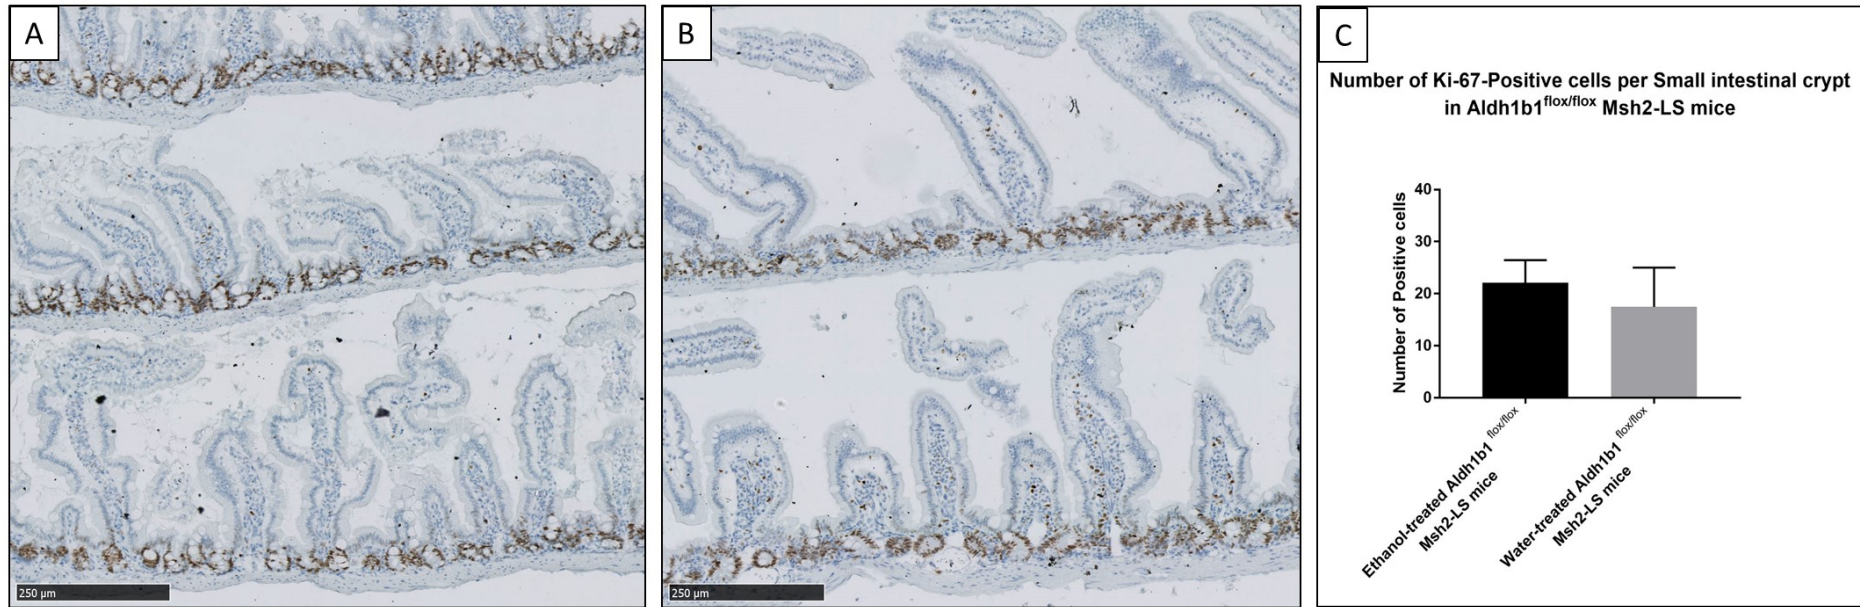 A
250 µm
B
250 µm
C
Number of Ki-67-Positive cells per Small intestinal crypt
in Aldh1b1flox/flox Msh2-LS mice
Number of Positive cells
40
30
20
10
0
Ethanol-treated Aldh1b1 flox/flox
Msh2-LS mice
Water-treated Aldh1b1 flox/flox
Msh2-LS mice